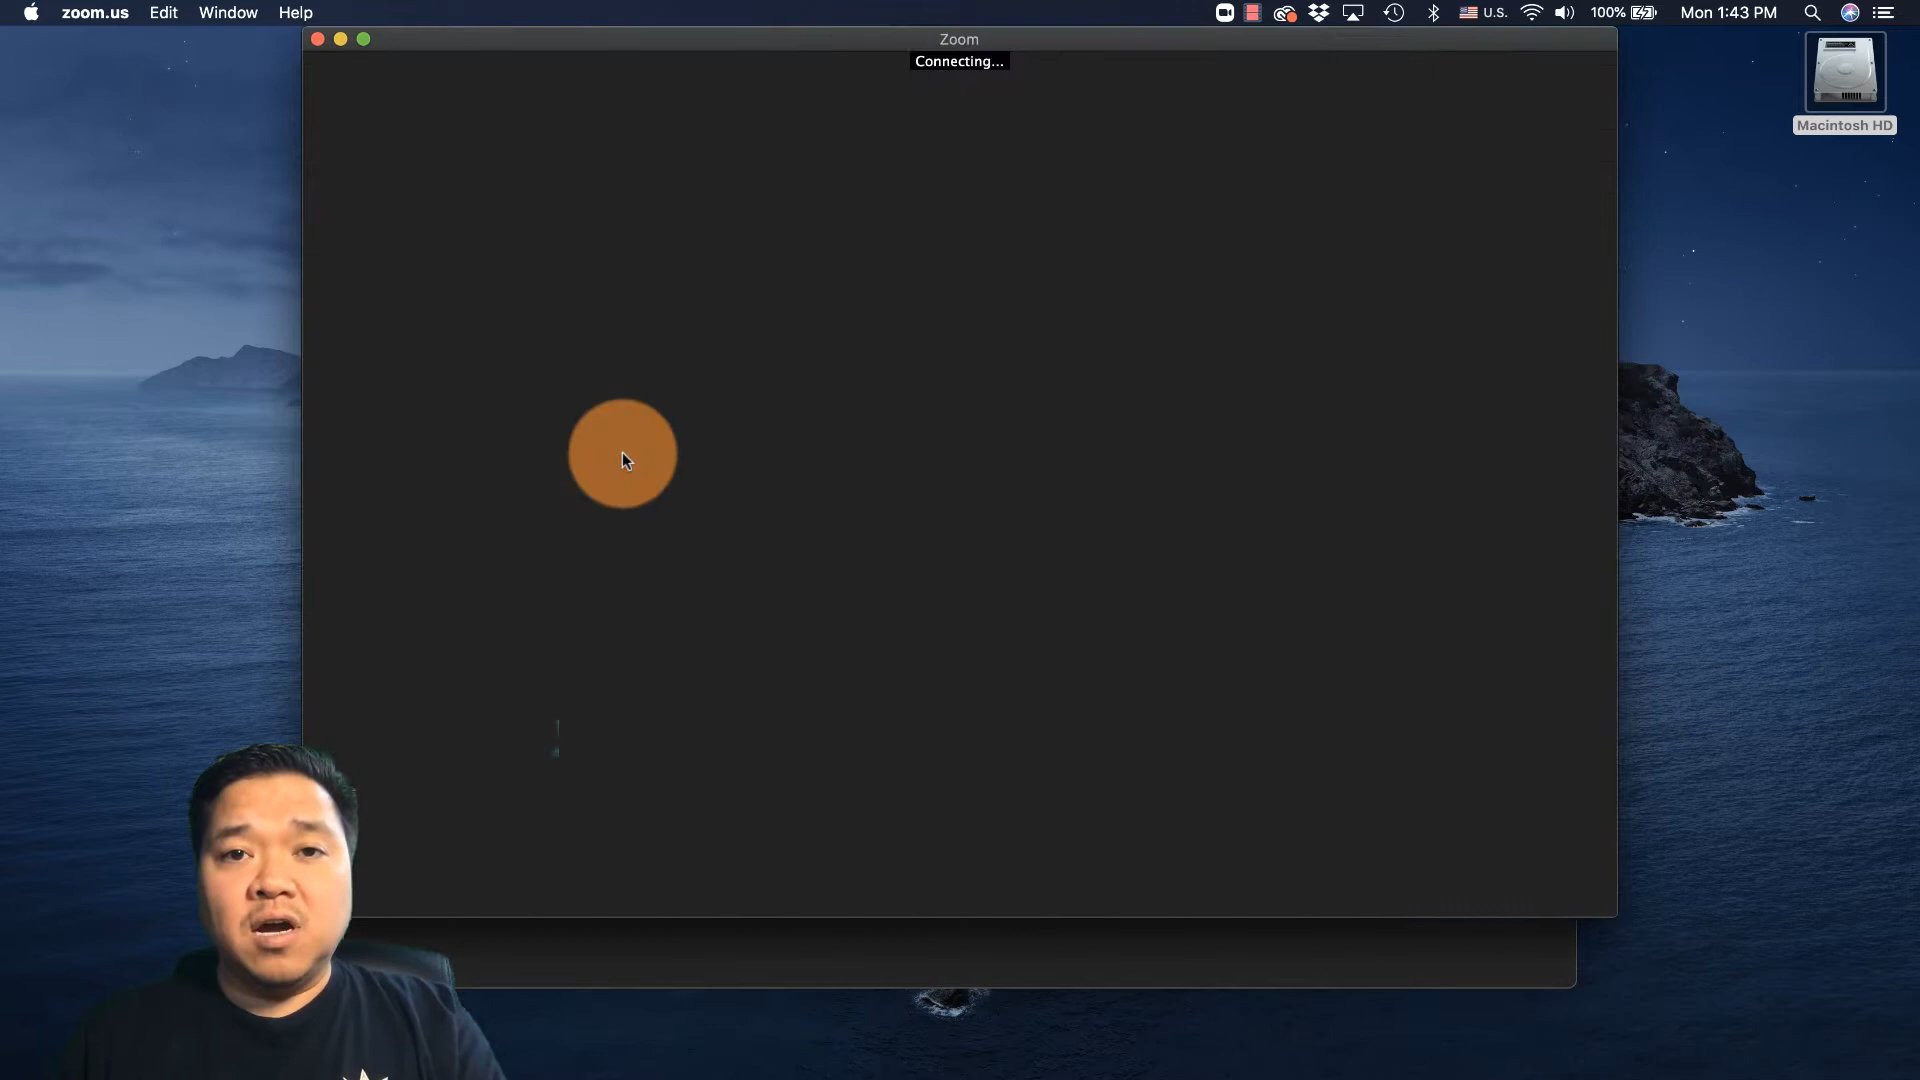 zoom.us Edit Window Help
U.S. 100% Mon 1:43 PM
Zoom
Connecting...
Macintosh HD